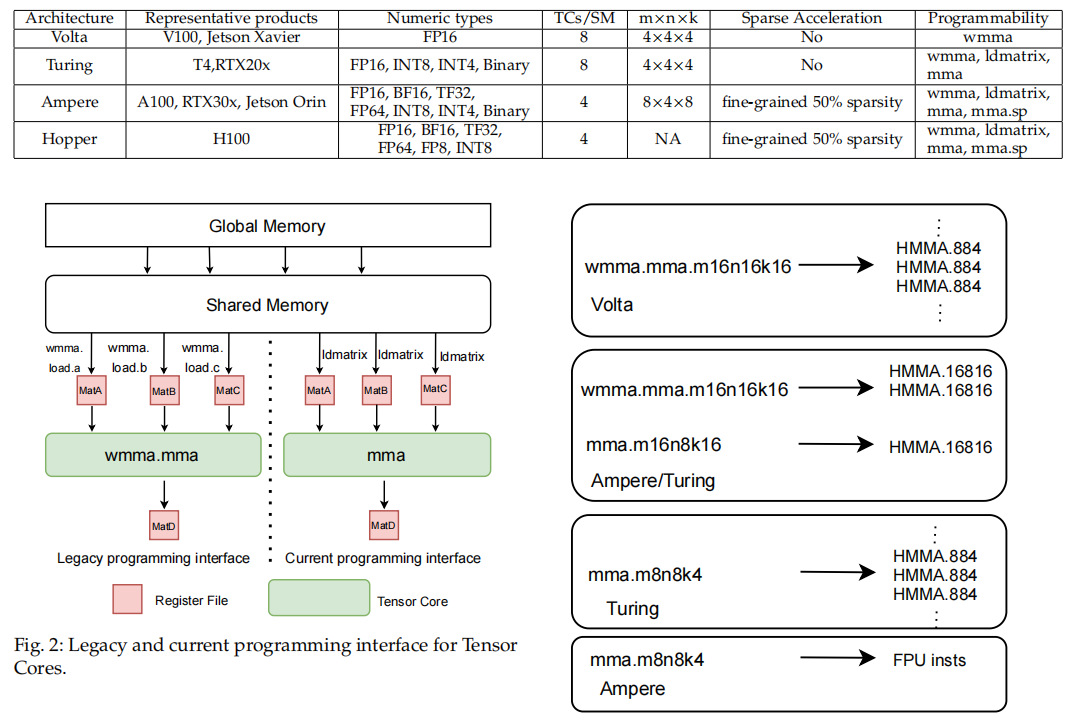 Architecture Representative products Numeric types TCs/SM m×n×k Sparse Acceleration Programmability
Volta V100, Jetson Xavier FP16 8 4×4×4 No wmma
Turing T4,RTX20x FP16, INT8, INT4, Binary 8 4×4×4 No wmma, ldmatrix,
mma
Ampere A100, RTX30x, Jetson Orin FP16, BF16, TF32,
FP64, INT8, INT4, Binary 4 8×4×8 fine-grained 50% sparsity wmma, ldmatrix,
mma, mma.sp
Hopper H100 FP16, BF16, TF32,
FP64, FP8, INT8 4 NA fine-grained 50% sparsity wmma, ldmatrix,
mma, mma.sp
Global Memory
Shared Memory
wmma.
load.a
wmma.
load.b
wmma.
load.c
ldmatrix
ldmatrix
ldmatrix
MatA
MatB
MatC
MatA
MatB
MatC
wmma.mma
mma
MatD
MatD
Legacy programming interface
Current programming interface
Register File
Tensor Core
Fig. 2: Legacy and current programming interface for Tensor
Cores.
wmma.mma.m16n16k16
HMMA.884
HMMA.884
HMMA.884
Volta
wmma.mma.m16n16k16
HMMA.16816
HMMA.16816
mma.m16n8k16
HMMA.16816
Ampere/Turing
mma.m8n8k4
HMMA.884
HMMA.884
HMMA.884
Turing
mma.m8n8k4
FPU insts
Ampere